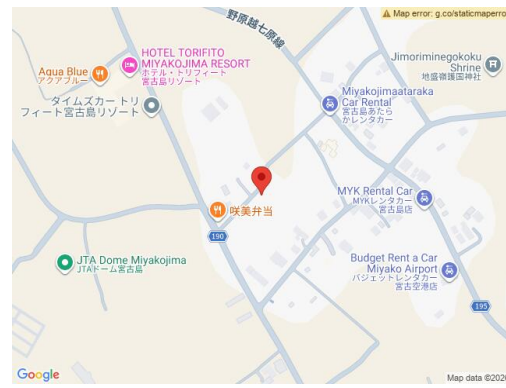 Map error: g.co/staticmaperro
野原越七原線
HOTEL TORIFITO
MIYAKOJIMA RESORT
ホテル・トリフィート
宮古島リゾート
Aqua Blue
アクアブルー
タイムズカー トリ
フィート宮古島リゾート
Jimoriminegokoku
Shrine
地盛嶺護国神社
Miyakojimaataraka
Car Rental
宮古島あたら
かレンタカー
MYK Rental Car
MYKレンタカー
宮古島店
咲美弁当
190
JTA Dome Miyakojima
JTAドーム宮古島
Budget Rent a Car
Miyako Airport
バジェットレンタカー
宮古空港店
195
Google
Map data ©2026